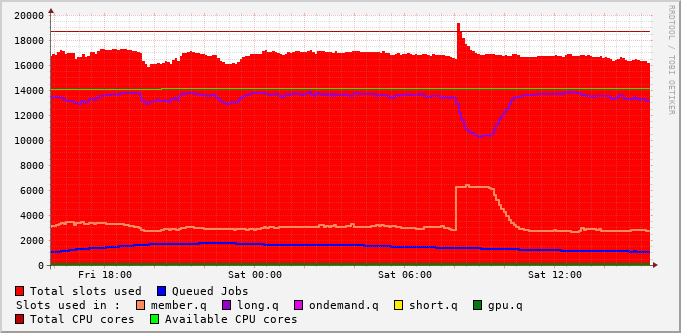 20000
18000
16000
14000
12000
10000
8000
6000
4000
2000
0
Fri 18:00 Sat 00:00 Sat 06:00 Sat 12:00
RRDTOOL / TOBI OETIKER
Total slots used Queued Jobs
Slots used in : member.q long.q ondemand.q short.q gpu.q
Total CPU cores Available CPU cores